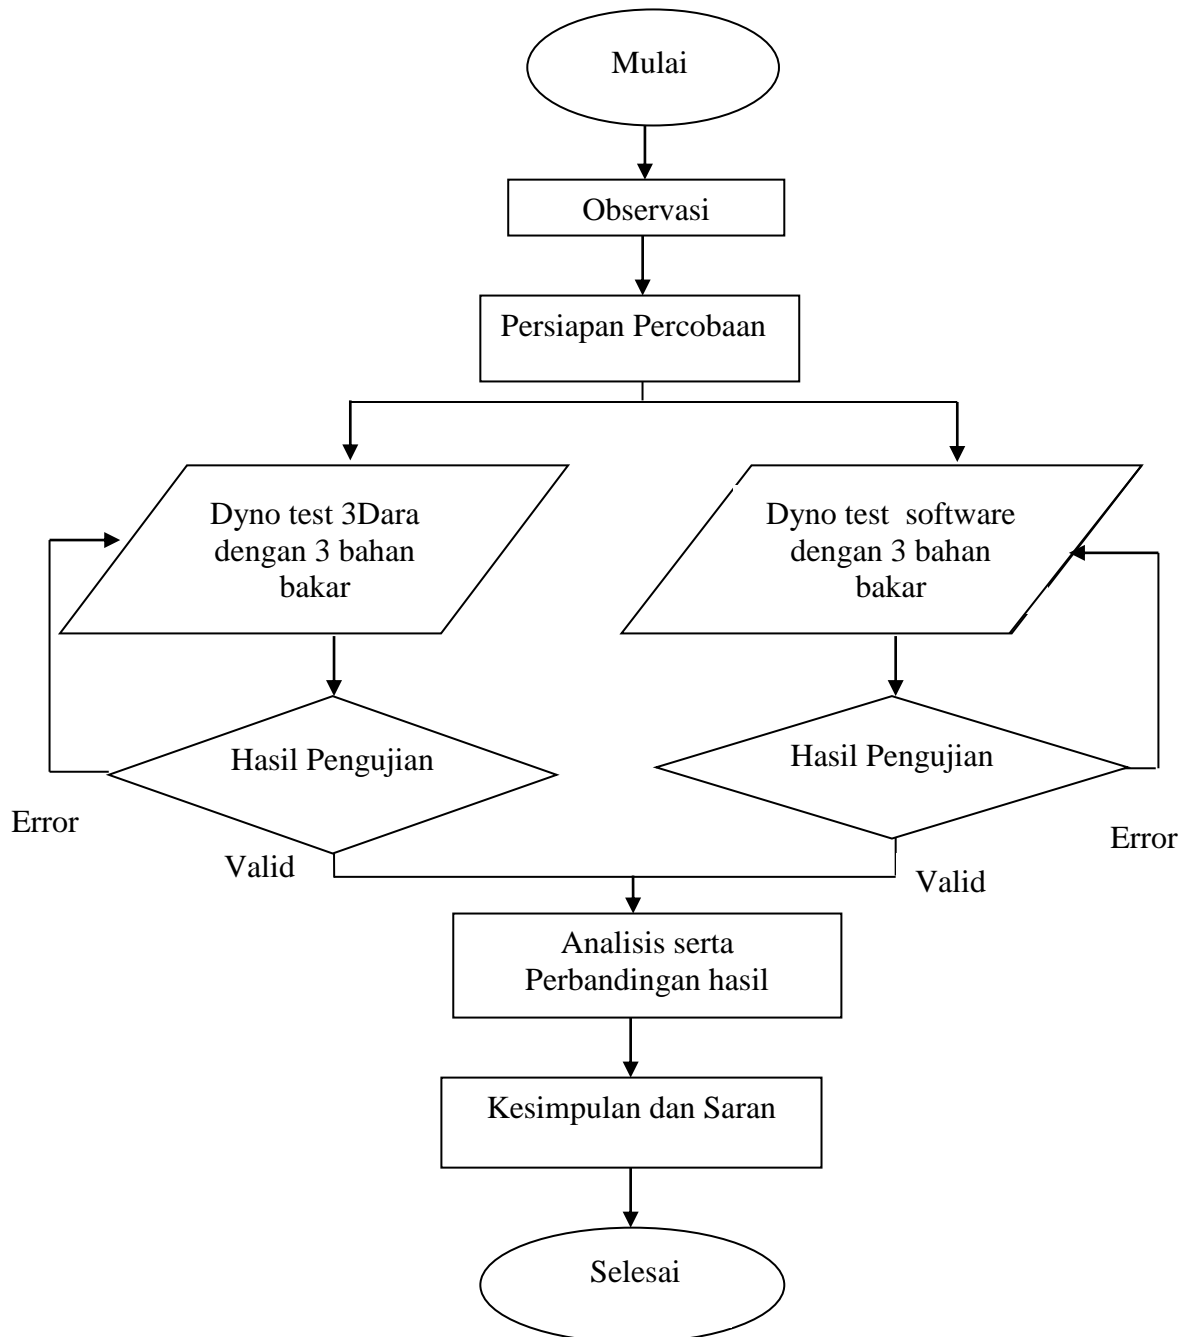 Mulai
Observasi
Persiapan Percobaan
Dyno test 3Dara
dengan 3 bahan
bakar
Dyno test  software
dengan 3 bahan
bakar
Hasil Pengujian
Hasil Pengujian
Error
Error
Valid
Valid
Analisis serta
Perbandingan hasil
Kesimpulan dan Saran
Selesai